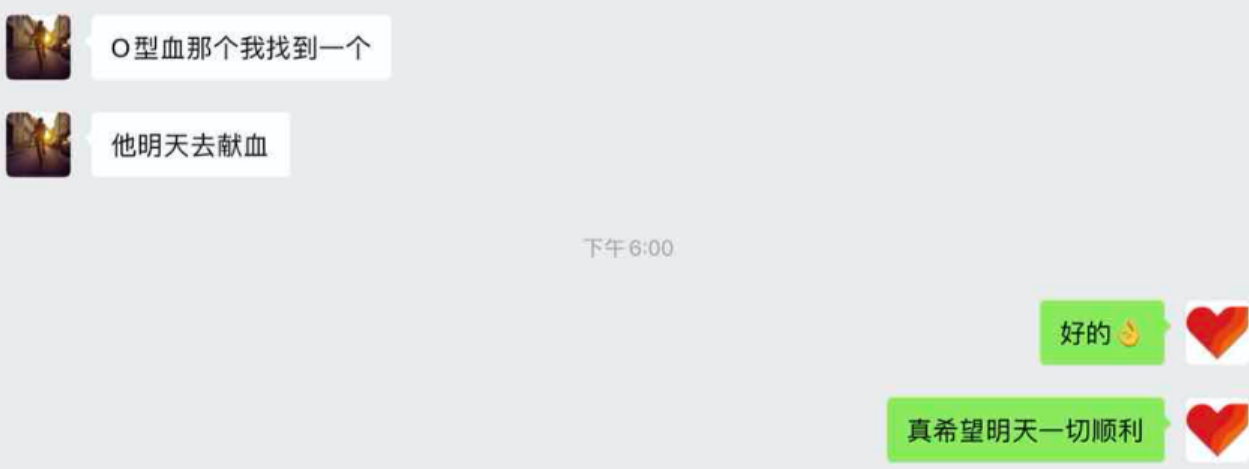 O型血那个我找到一个
他明天去献血
下午6:00
好的👌
真希望明天一切顺利